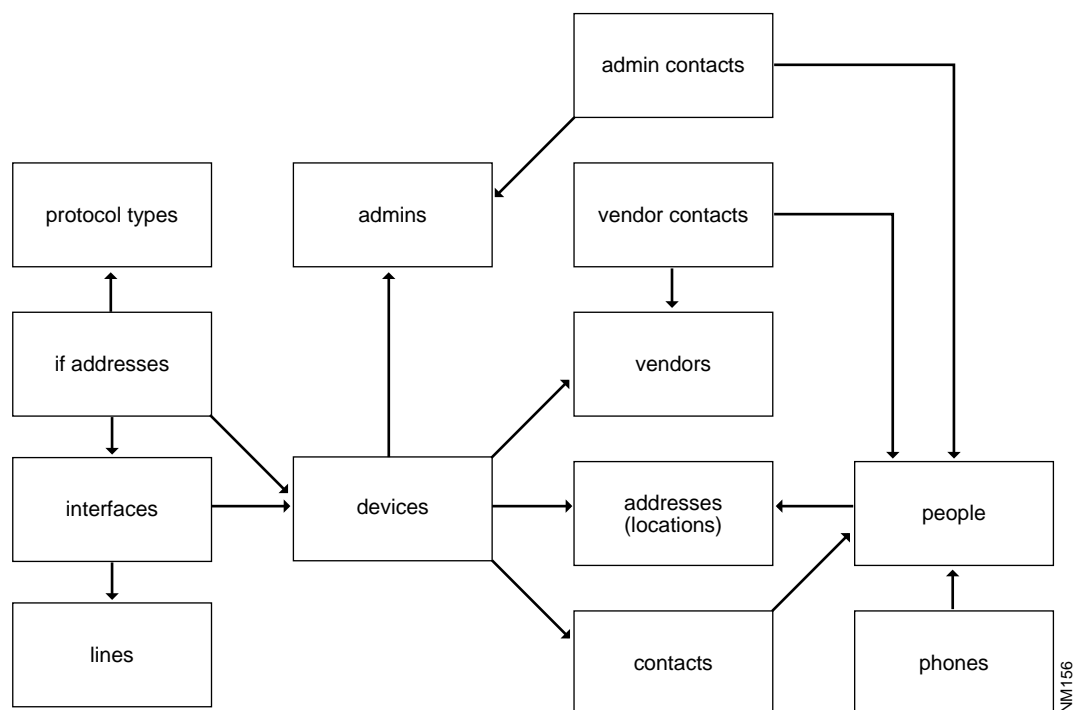 admin contacts
protocol types
admins
vendor contacts
if addresses
vendors
interfaces
devices
addresses
(locations)
people
lines
contacts
phones
NM156